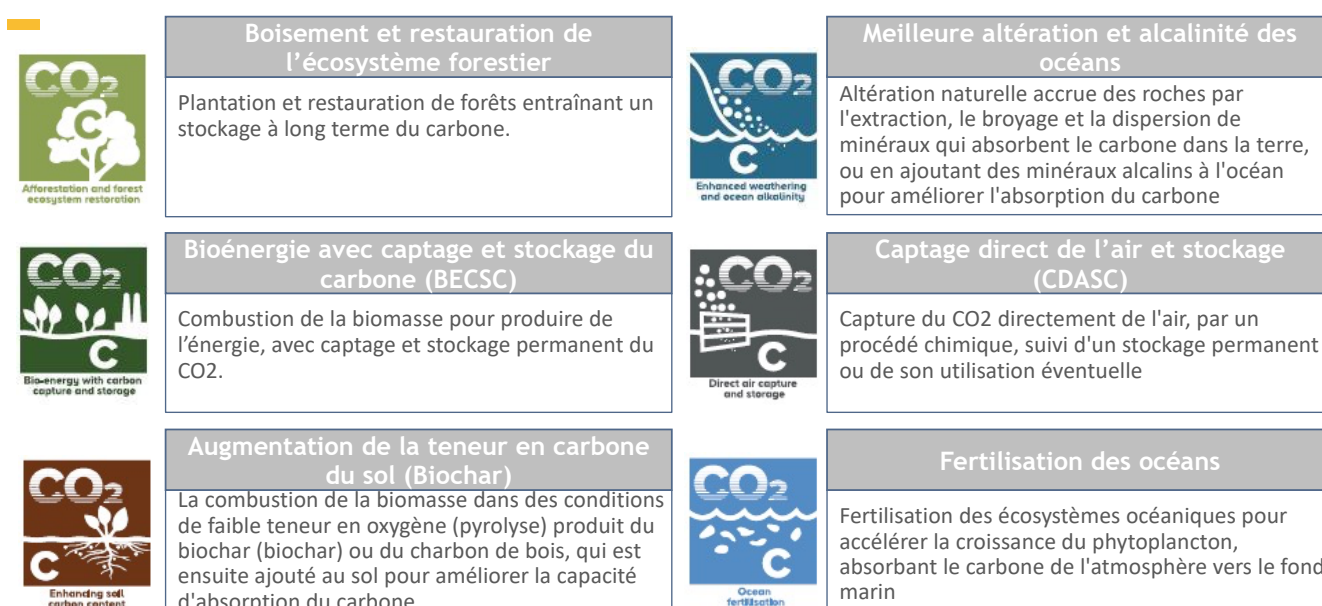 CO2
C
Afforestation and forest
ecosystem restoration
Boisement et restauration de
l'écosystème forestier
Plantation et restauration de forêts entraînant un
stockage à long terme du carbone.
CO2
C
Enhanced weathering
and ocean alkalinity
Meilleure altération et alcalinité des
océans
Altération naturelle accrue des roches par
l'extraction, le broyage et la dispersion de
minéraux qui absorbent le carbone dans la terre,
ou en ajoutant des minéraux alcalins à l'océan
pour améliorer l'absorption du carbone
CO2
C
Bio-energy with carbon
capture and storage
Bioénergie avec captage et stockage du
carbone (BECSC)
Combustion de la biomasse pour produire de
l’énergie, avec captage et stockage permanent du
CO2.
CO2
C
Direct air capture
and storage
Captage direct de l’air et stockage
(CDASC)
Capture du CO2 directement de l'air, par un
procédé chimique, suivi d'un stockage permanent
ou de son utilisation éventuelle
CO2
C
Enhancing soil
carbon content
Augmentation de la teneur en carbone
du sol (Biochar)
La combustion de la biomasse dans des conditions
de faible teneur en oxygène (pyrolyse) produit du
biochar (biochar) ou du charbon de bois, qui est
ensuite ajouté au sol pour améliorer la capacité
d'absorption du carbone
CO2
C
Ocean
fertilisation
Fertilisation des océans
Fertilisation des écosystèmes océaniques pour
accélérer la croissance du phytoplancton,
absorbant le carbone de l'atmosphère vers le fond
marin